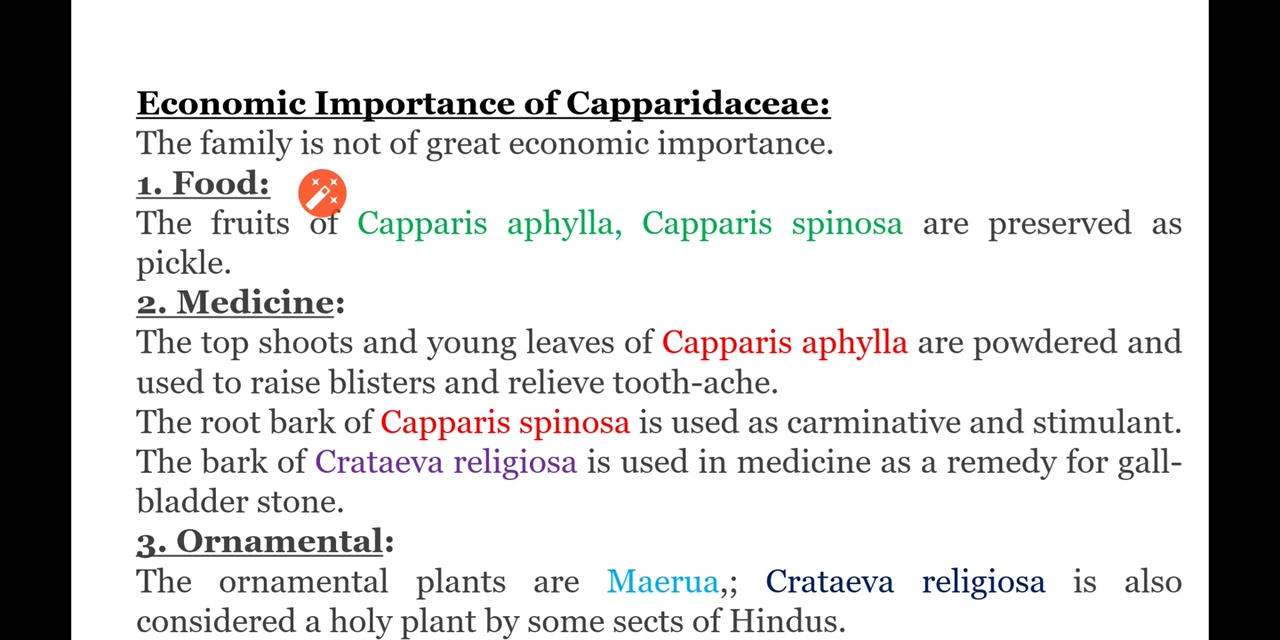 Economic Importance of Capparidaceae:
The family is not of great economic importance.
1. Food:
The fruits of Capparis aphylla, Capparis spinosa are preserved as
pickle.
2. Medicine:
The top shoots and young leaves of Capparis aphylla are powdered and
used to raise blisters and relieve tooth-ache.
The root bark of Capparis spinosa is used as carminative and stimulant.
The bark of Crataeva religiosa is used in medicine as a remedy for gall-
bladder stone.
3. Ornamental:
The ornamental plants are Maerua,; Crataeva religiosa is also
considered a holy plant by some sects of Hindus.